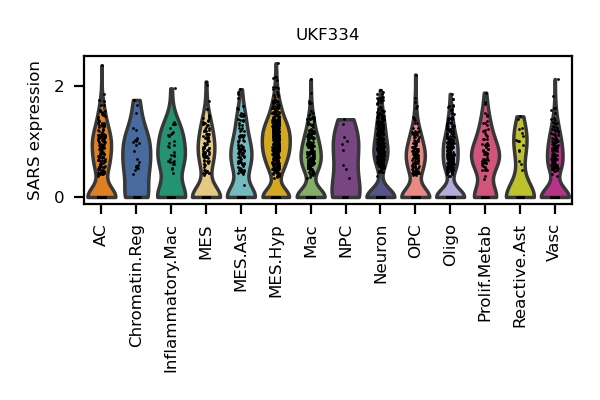 UKF334
SARS expression
2
0
AC
Chromatin.Reg
Inflammatory.Mac
MES
MES.Ast
MES.Hyp
Mac
NPC
Neuron
OPC
Oligo
Prolif.Metab
Reactive.Ast
Vasc